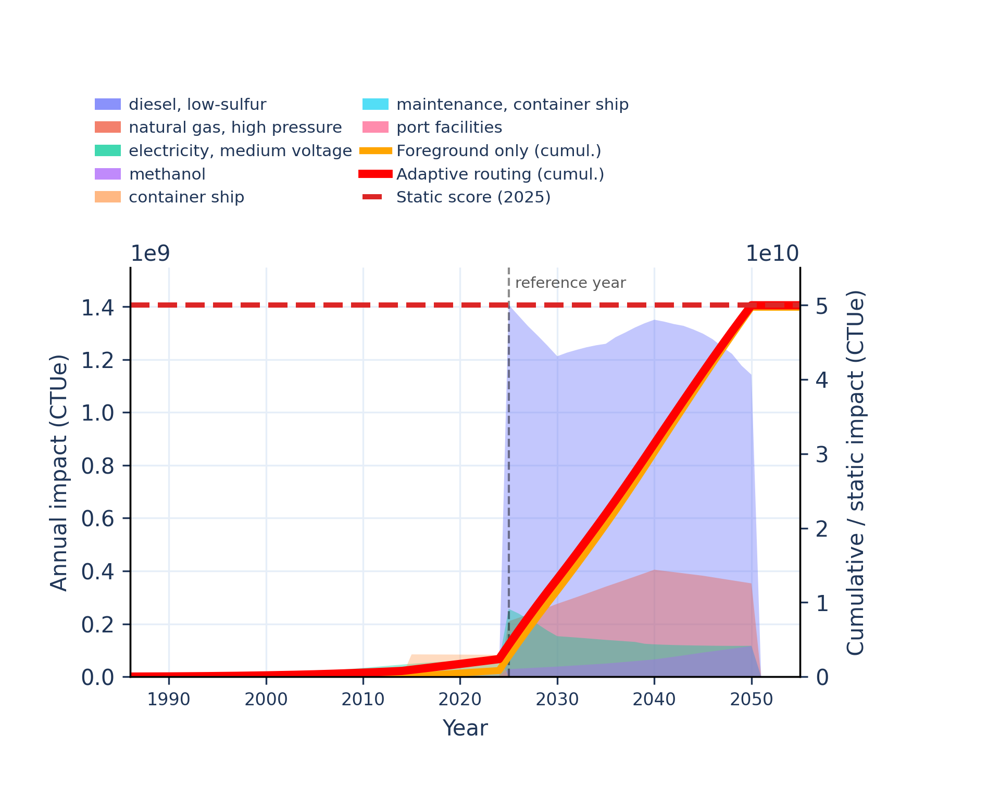 diesel, low-sulfur
natural gas, high pressure
electricity, medium voltage
methanol
container ship
maintenance, container ship
port facilities
Foreground only (cumul.)
Adaptive routing (cumul.)
Static score (2025)
1e9
1e10
reference year
1.4
1.2
1.0
0.8
0.6
0.4
0.2
0.0
Annual impact (CTUe)
5
4
3
2
1
0
Cumulative / static impact (CTUe)
1990
2000
2010
2020
2030
2040
2050
Year